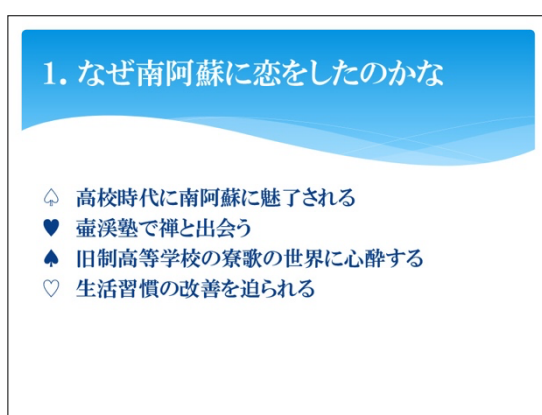 1. なぜ南阿蘇に恋をしたのかな
♤ 高校時代に南阿蘇に魅了される
♥ 壷渓塾で禅と出会う
♠ 旧制高等学校の寮歌の世界に心酔する
♡ 生活習慣の改善を迫られる